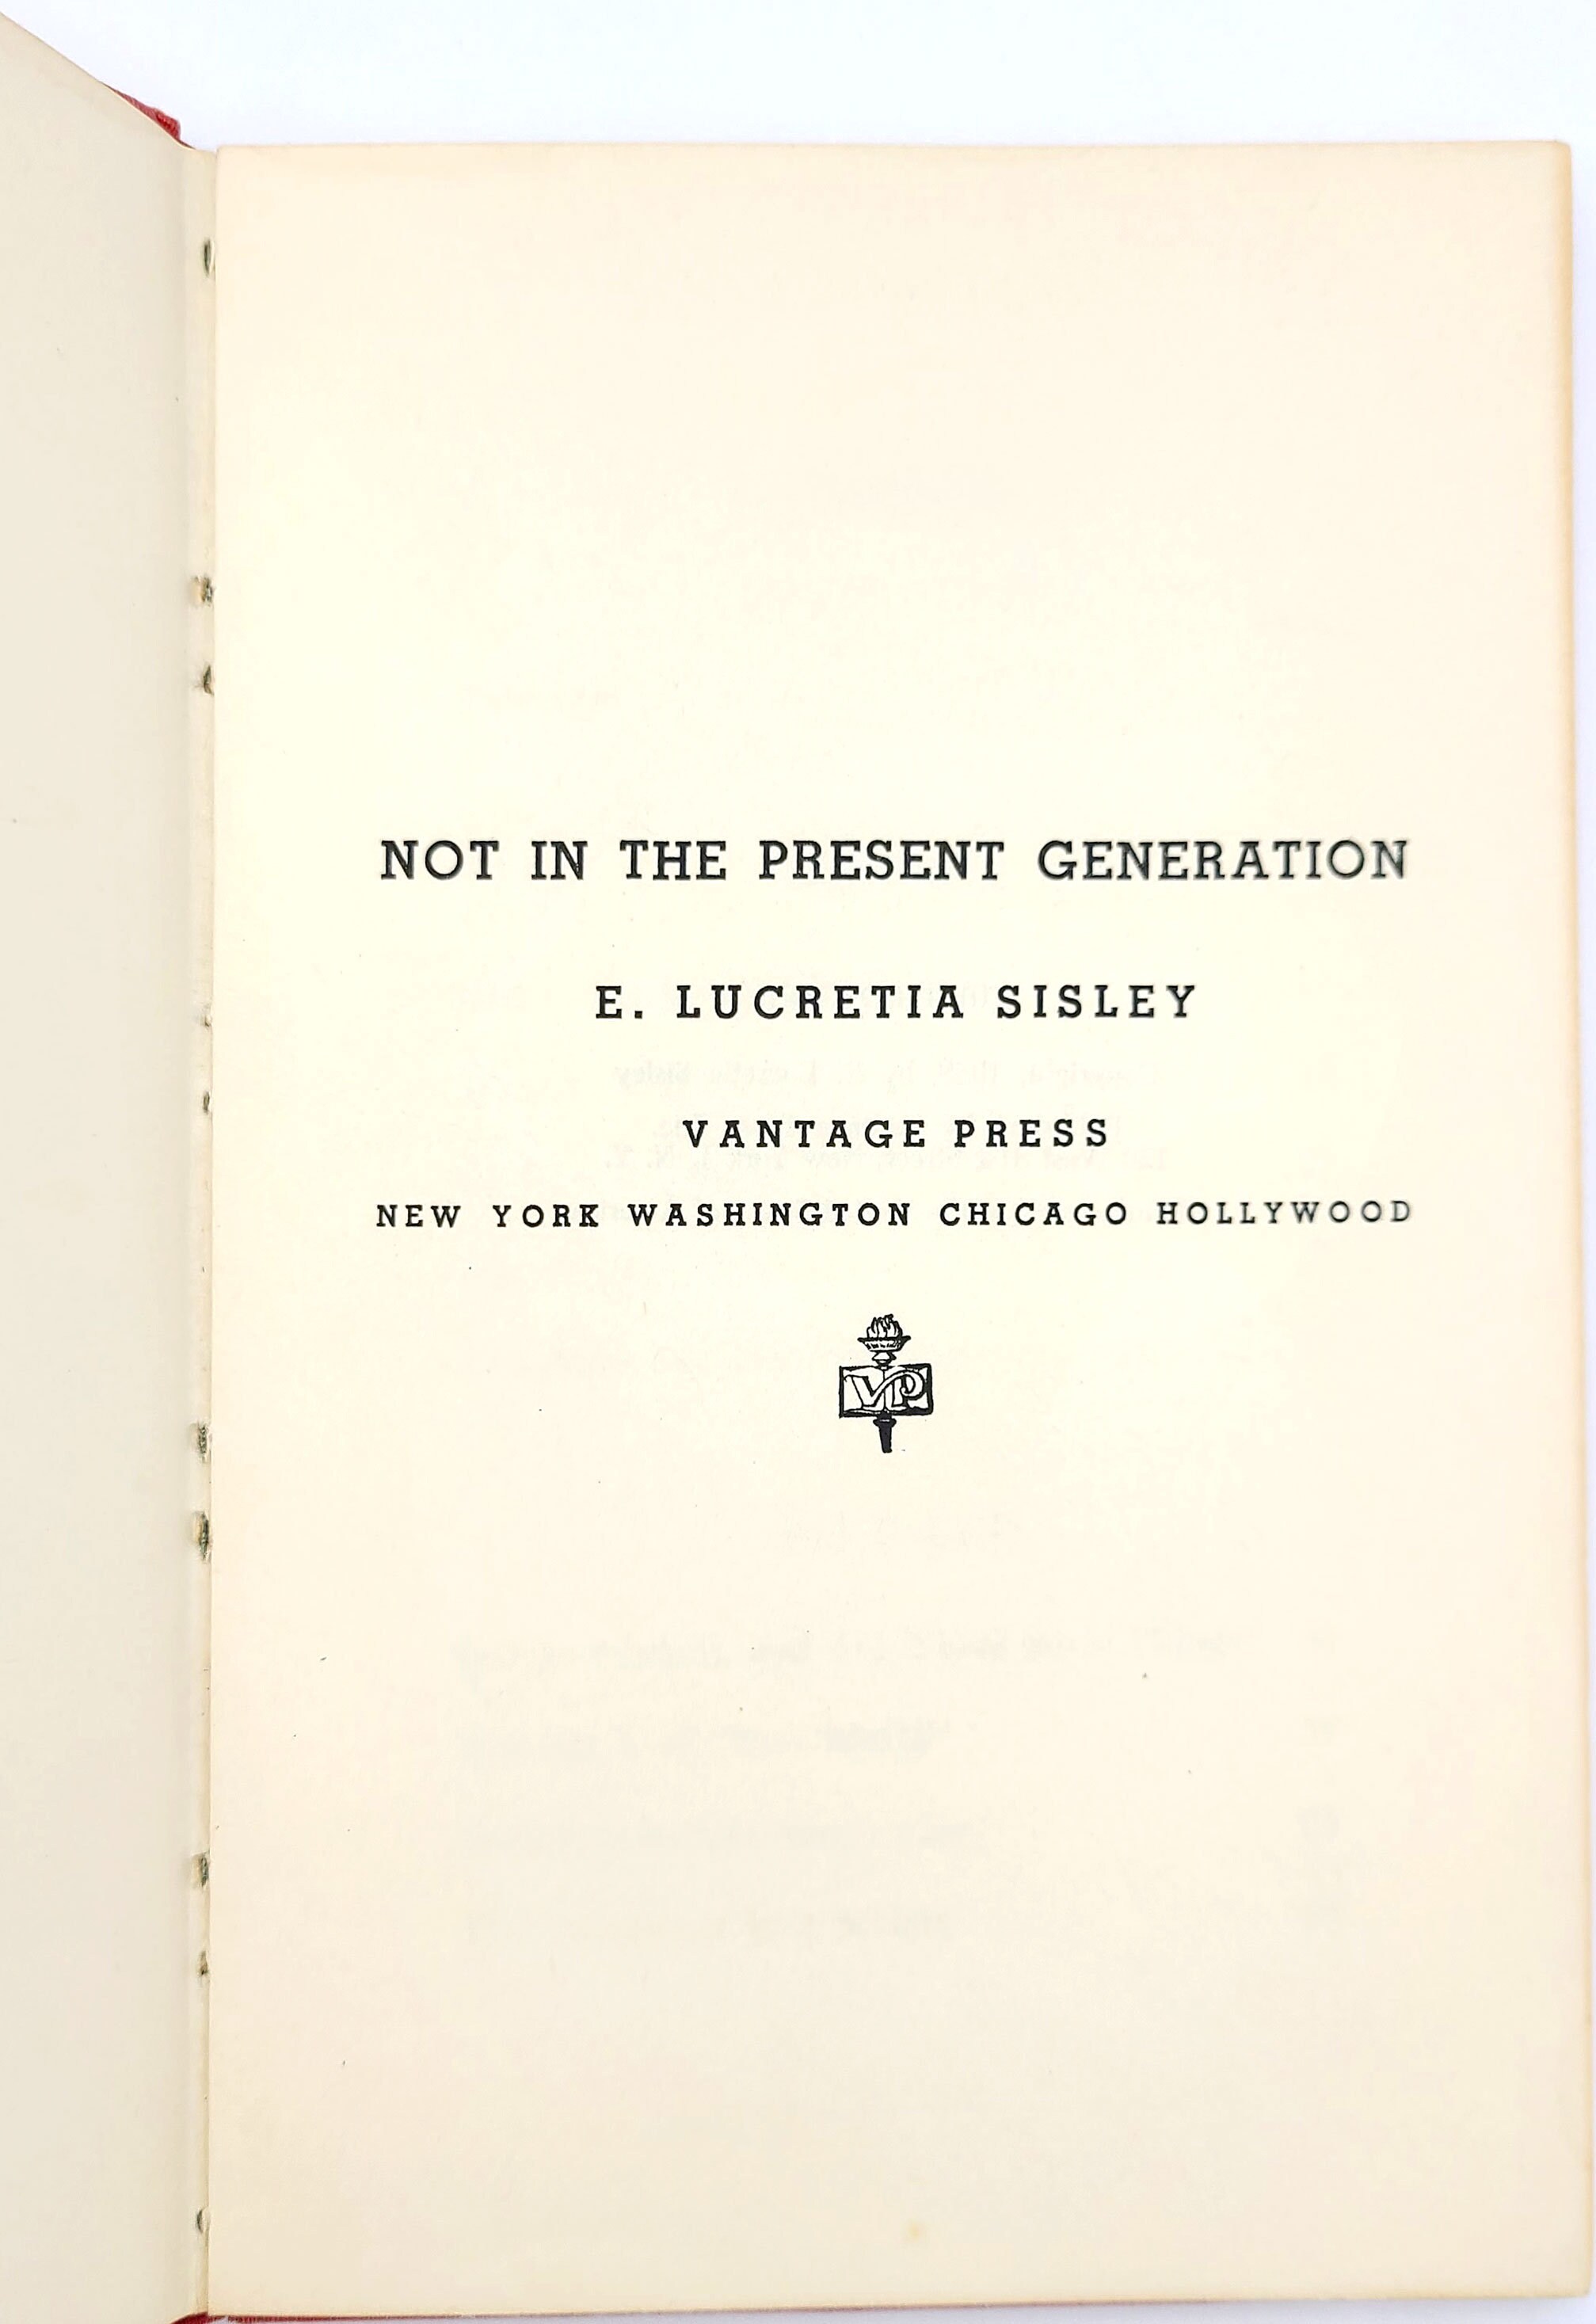 NOT IN THE PRESENT GENERATION
E. LUCRETIA SISLEY
VANTAGE PRESS
NEW YORK WASHINGTON CHICAGO HOLLYWOOD
VP